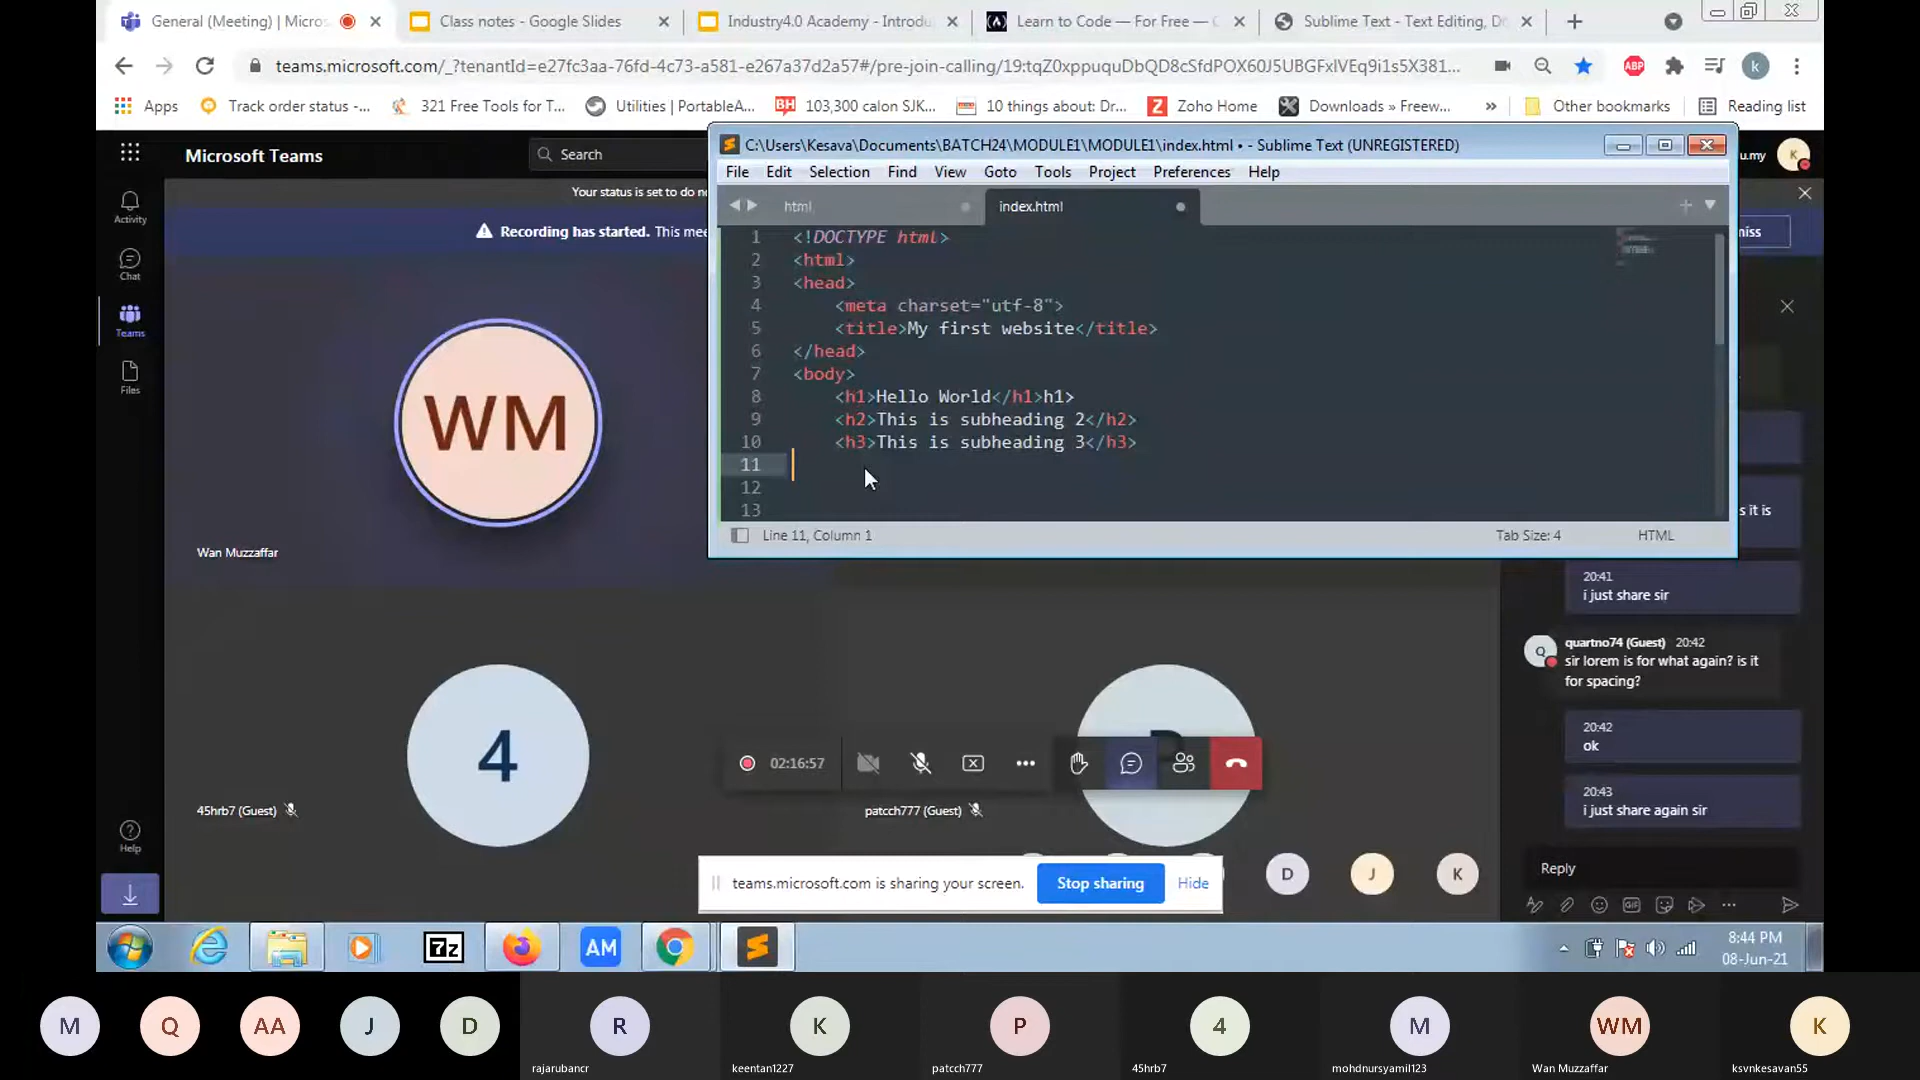 General (Meeting) | Micros
Class notes - Google Slides
Industry4.0 Academy - Introdu
Learn to Code — For Free — C
Sublime Text - Text Editing, Do
teams.microsoft.com/_?tenantId=e27fc3aa-76fd-4c73-a581-e267a37d2a57#/pre-join-calling/19:tqZ0xppuquDbQD8cSfdPOX60J5UBGFxlVEq9i1s5X381...
ABP
k
Apps
Track order status -...
321 Free Tools for T...
Utilities | PortableA...
BH
103,300 calon SJK...
10 things about: Dr...
Z
Zoho Home
Downloads » Freew...
»
Other bookmarks
Reading list
Microsoft Teams
Search
u.my
K
C:\Users\Kesava\Documents\BATCH24\MODULE1\MODULE1\index.html • - Sublime Text (UNREGISTERED)
File Edit Selection Find View Goto Tools Project Preferences Help
html
index.html
1 <!DOCTYPE html>
2 <html>
3 <head>
4 <meta charset="utf-8">
5 <title>My first website</title>
6 </head>
7 <body>
8 <h1>Hello World</h1>h1>
9 <h2>This is subheading 2</h2>
10 <h3>This is subheading 3</h3>
11
12
13
Line 11, Column 1
Tab Size: 4
HTML
Activity
Chat
Teams
Files
Help
Your status is set to do no
Recording has started. This mee
miss
WM
Wan Muzzaffar
4
45hrb7 (Guest)
patcch777 (Guest)
02:16:57
s it is
20:41
i just share sir
Q
quartno74 (Guest) 20:42
sir lorem is for what again? is it
for spacing?
20:42
ok
20:43
i just share again sir
Reply
GIF
D
J
K
teams.microsoft.com is sharing your screen.
Stop sharing
Hide
7z
AM
8:44 PM
08-Jun-21
M
Q
AA
J
D
R
K
P
4
M
WM
K
rajarubancr
keentan1227
patcch777
45hrb7
mohdnursyamil123
Wan Muzzaffar
ksvnkesavan55